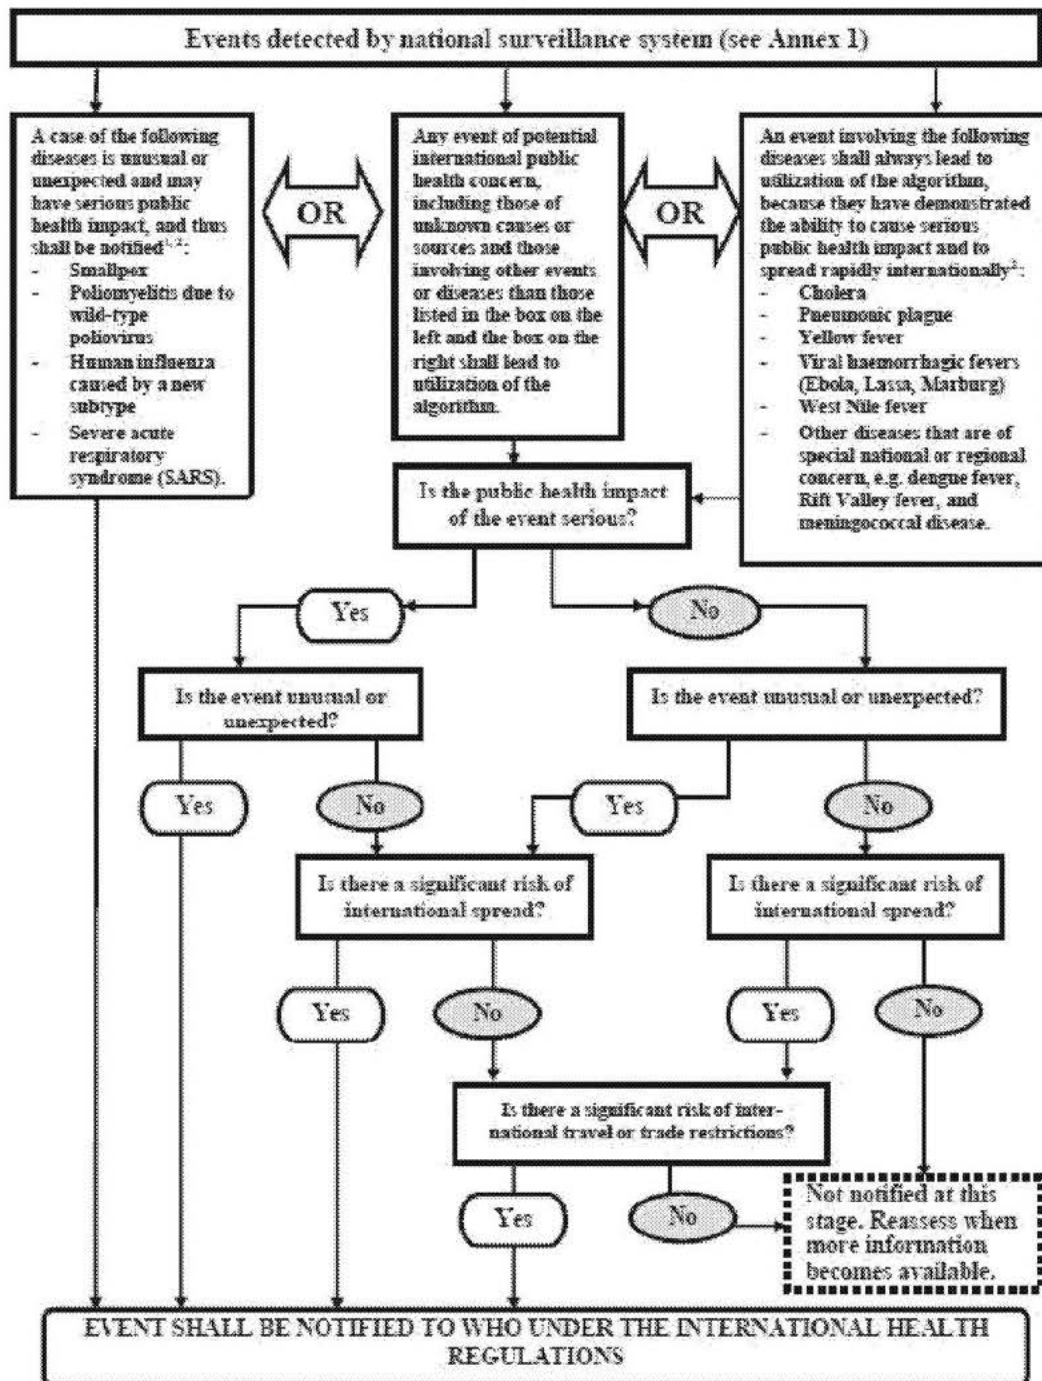 Events detected by national surveillance system (see Annex 1)
A case of the following
diseases is unusual or
unexpected and may
have serious public
health impact, and thus
shall be notified¹,²:
- Smallpox
- Poliomyelitis due to
wild-type
poliovirus
- Human influenza
caused by a new
subtype
- Severe acute
respiratory
syndrome (SARS).
OR
Any event of potential
international public
health concern,
including those of
unknown causes or
sources and those
involving other events
or diseases than those
listed in the box on the
left and the box on the
right shall lead to
utilization of the
algorithm.
OR
An event involving the following
diseases shall always lead to
utilization of the algorithm,
because they have demonstrated
the ability to cause serious
public health impact and to
spread rapidly internationally²:
- Cholera
- Pneumonic plague
- Yellow fever
- Viral haemorrhagic fevers
(Ebola, Lassa, Marburg)
- West Nile fever
- Other diseases that are of
special national or regional
concern, e.g. dengue fever,
Rift Valley fever, and
meningococcal disease.
Is the public health impact
of the event serious?
Yes
No
Is the event unusual or
unexpected?
Is the event unusual or unexpected?
Yes
No
Yes
No
Is there a significant risk of
international spread?
Is there a significant risk of
international spread?
Yes
No
Yes
No
Is there a significant risk of inter-
national travel or trade restrictions?
Yes
No
Not notified at this
stage. Reassess when
more information
becomes available.
EVENT SHALL BE NOTIFIED TO WHO UNDER THE INTERNATIONAL HEALTH
REGULATIONS